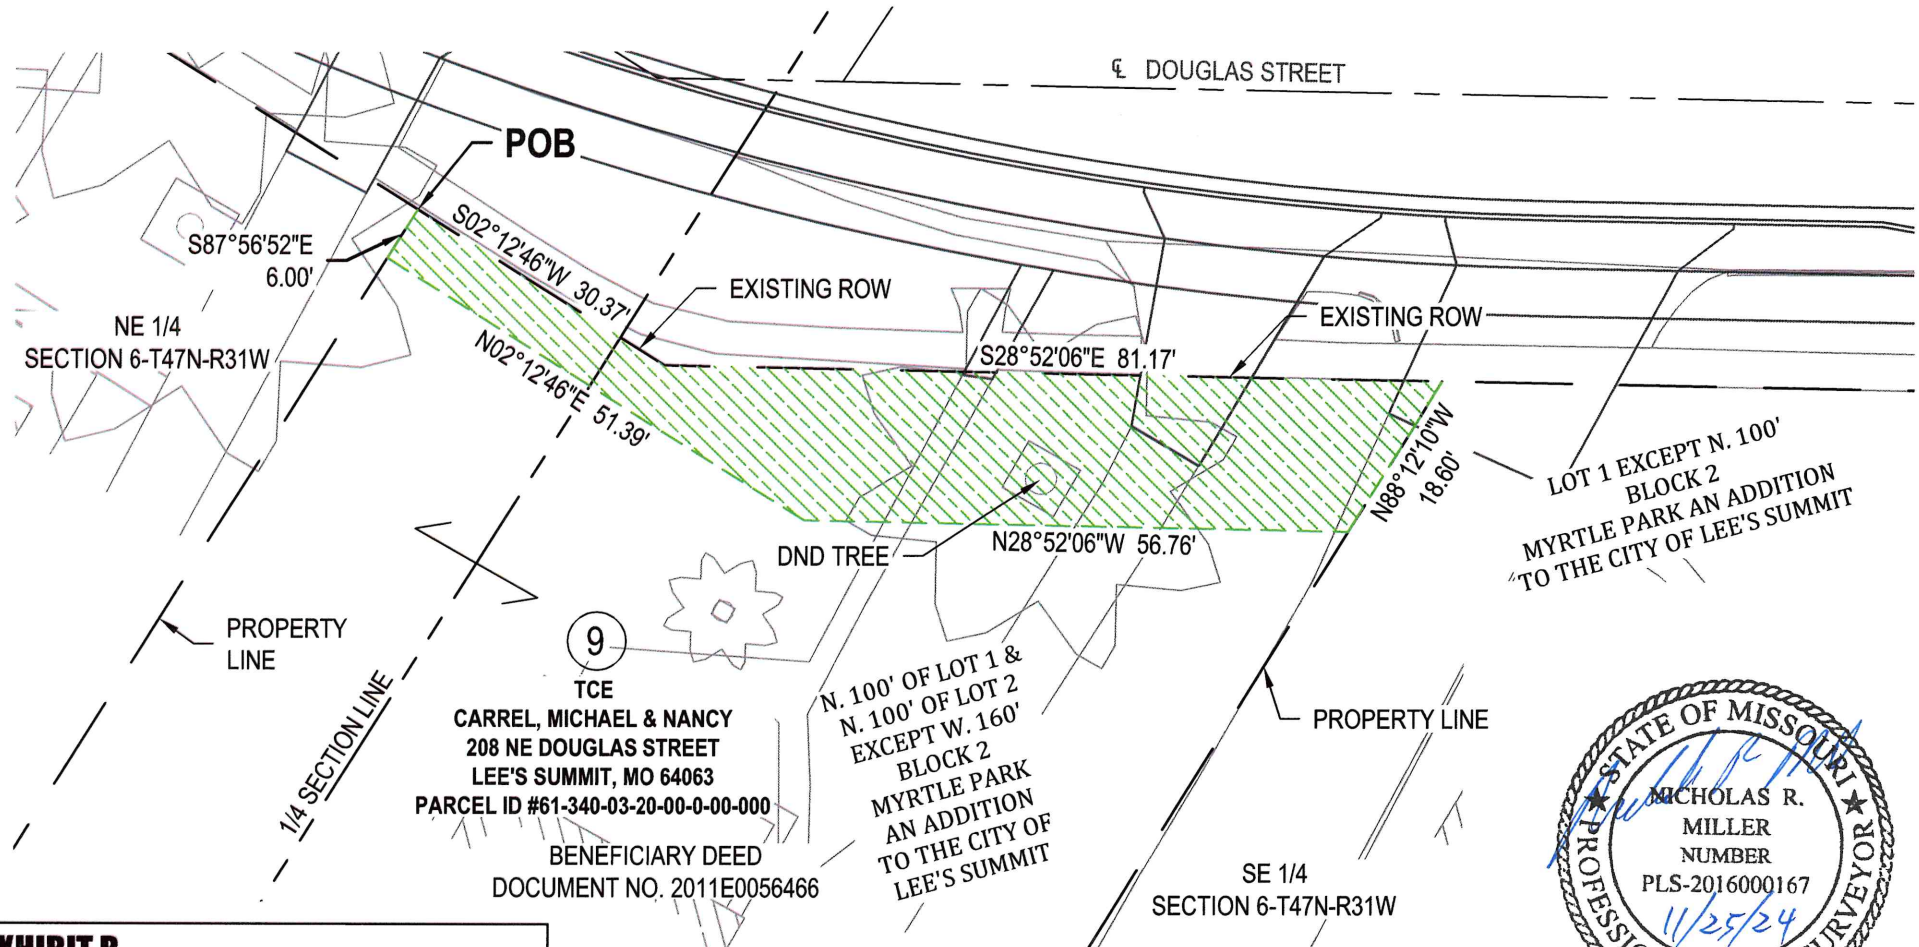 ℄ DOUGLAS STREET
POB
S02°12'46"W 30.37'
S87°56'52"E
6.00'
EXISTING ROW
EXISTING ROW
NE 1/4
SECTION 6-T47N-R31W
N02°12'46"E 51.39'
S28°52'06"E 81.17'
N88°12'10"W
18.60'
LOT 1 EXCEPT N. 100'
BLOCK 2
MYRTLE PARK AN ADDITION
TO THE CITY OF LEE'S SUMMIT
DND TREE
N28°52'06"W 56.76'
PROPERTY
LINE
1/4 SECTION LINE
9
TCE
CARREL, MICHAEL & NANCY
208 NE DOUGLAS STREET
LEE'S SUMMIT, MO 64063
PARCEL ID #61-340-03-20-00-0-00-000
BENEFICIARY DEED
DOCUMENT NO. 2011E0056466
N. 100' OF LOT 1 &
N. 100' OF LOT 2
EXCEPT W. 160'
BLOCK 2
MYRTLE PARK
AN ADDITION
TO THE CITY OF
LEE'S SUMMIT
PROPERTY LINE
SE 1/4
SECTION 6-T47N-R31W
STATE OF MISSOURI
NICHOLAS R.
MILLER
NUMBER
PLS-2016000167
11/25/24